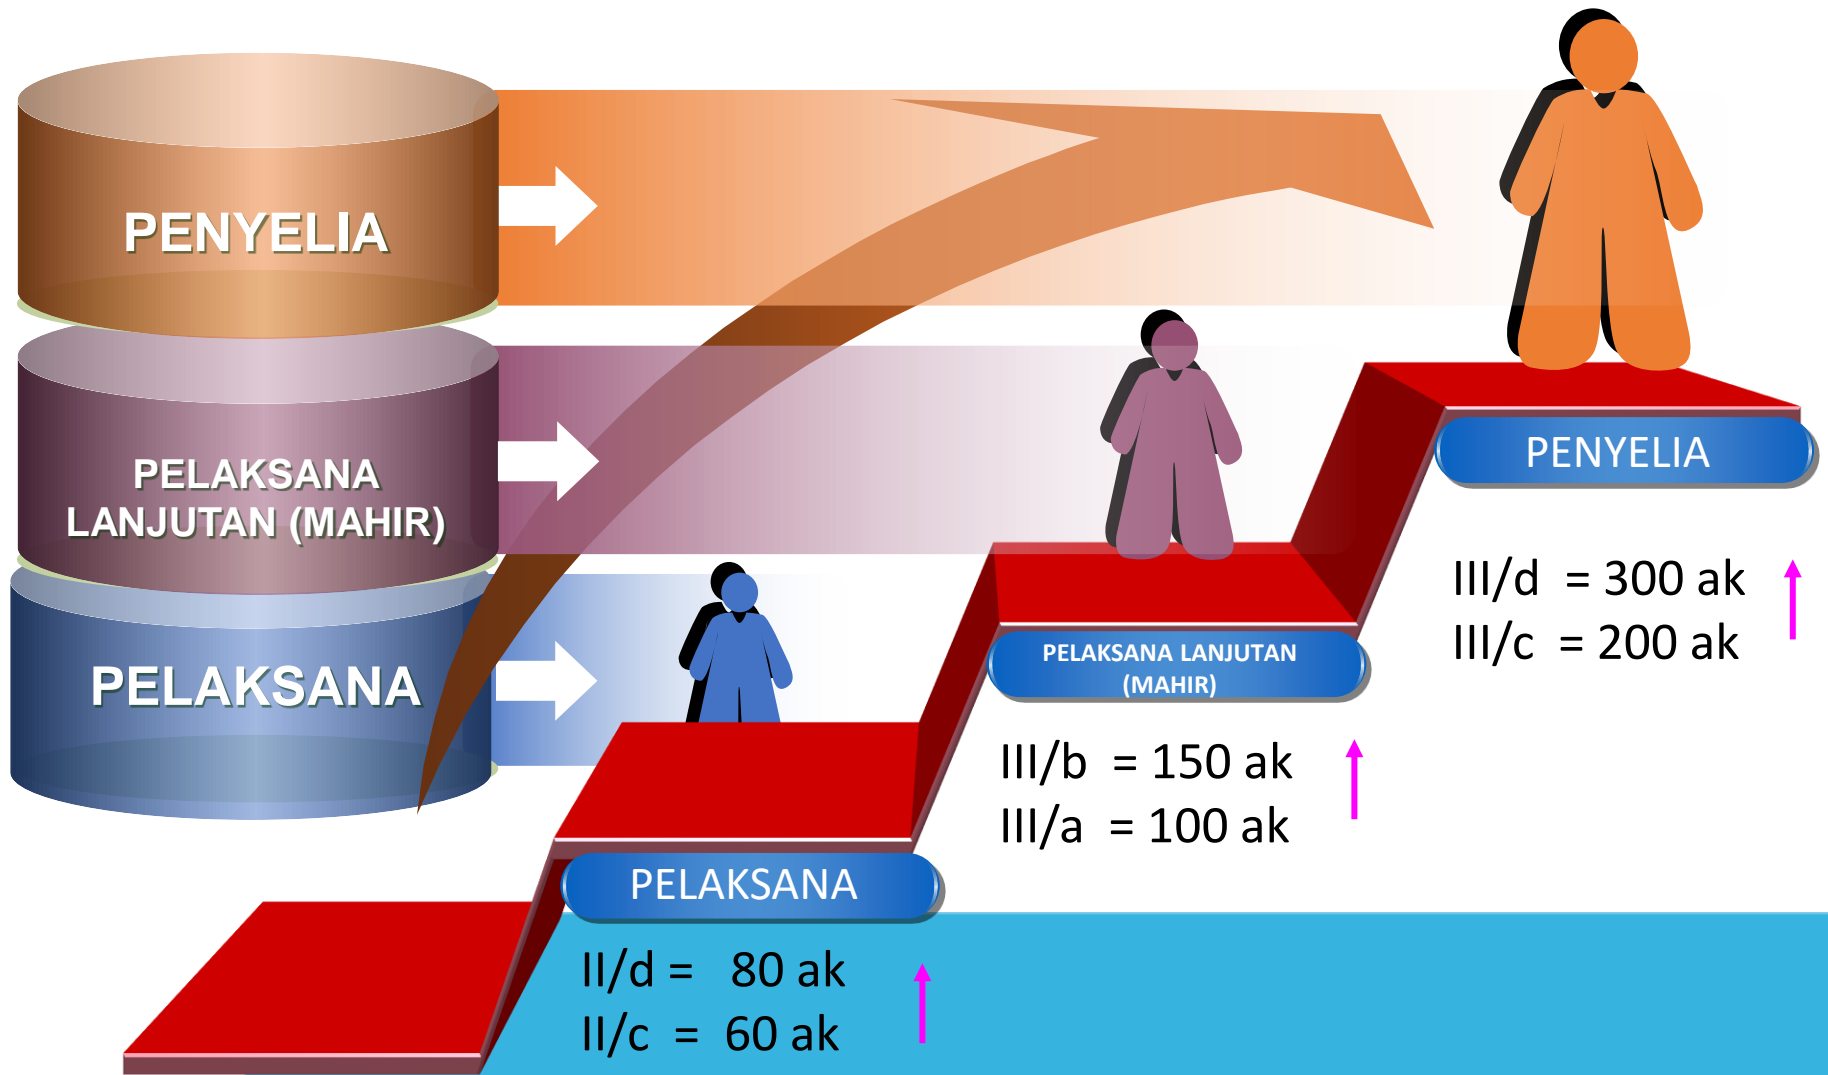 PENYELIA
PELAKSANA
LANJUTAN (MAHIR)
PELAKSANA
PENYELIA
III/d = 300 ak
III/c = 200 ak
PELAKSANA LANJUTAN
(MAHIR)
III/b = 150 ak
III/a = 100 ak
PELAKSANA
II/d = 80 ak
II/c = 60 ak